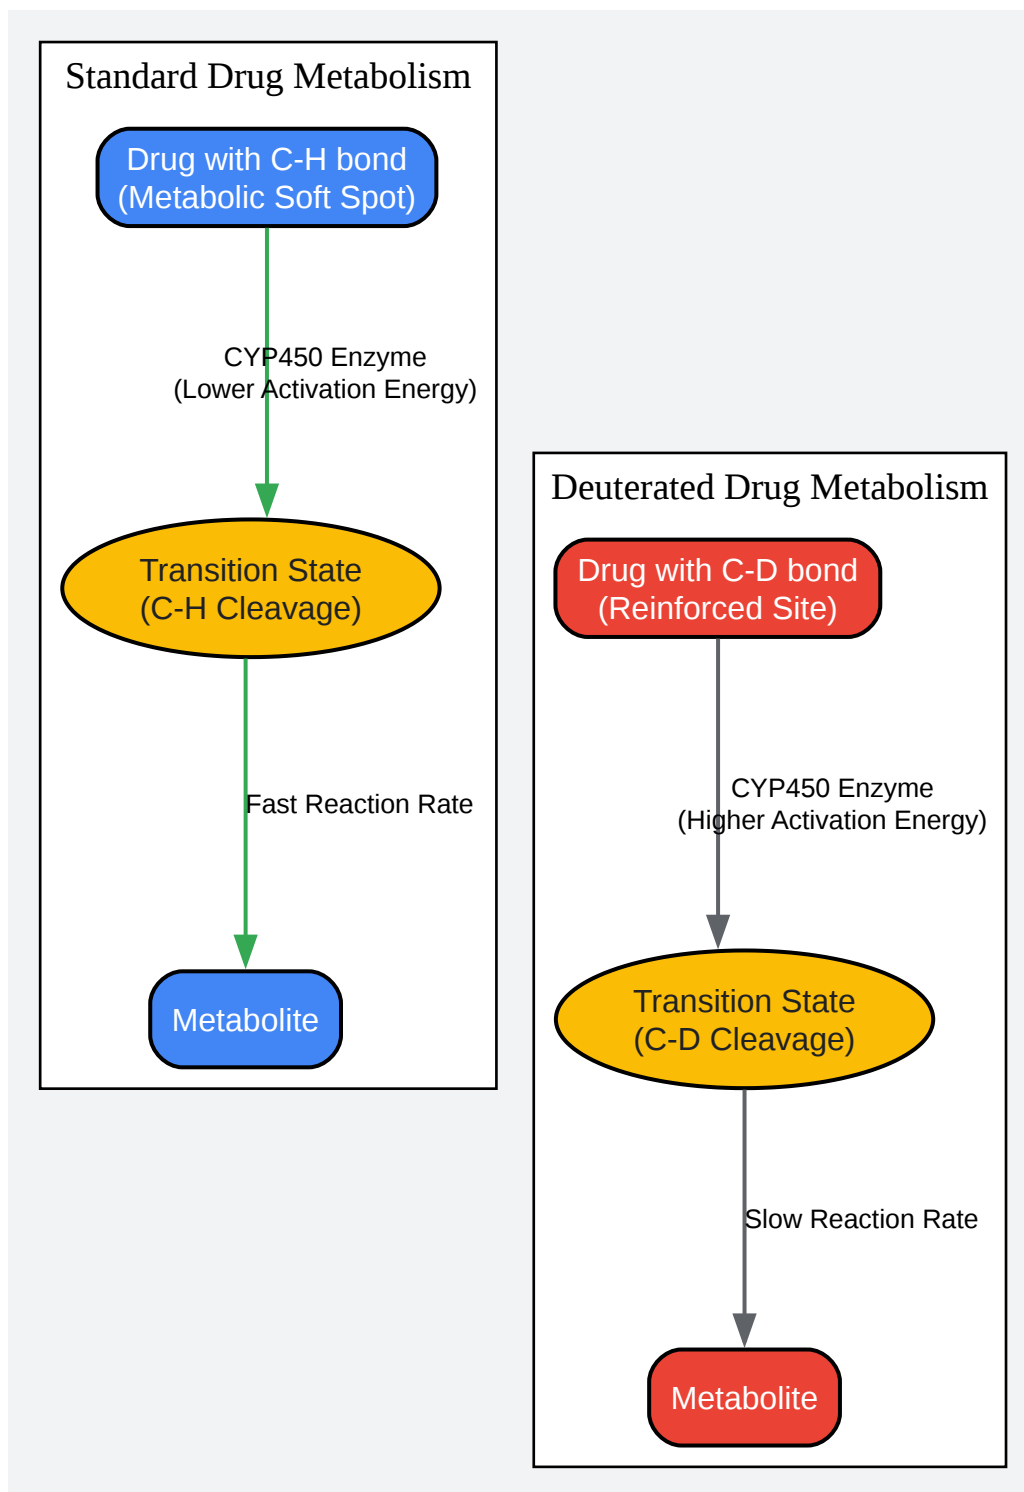 Standard Drug Metabolism
Drug with C-H bond
(Metabolic Soft Spot)
CYP450 Enzyme
(Lower Activation Energy)
Transition State
(C-H Cleavage)
Fast Reaction Rate
Metabolite
Deuterated Drug Metabolism
Drug with C-D bond
(Reinforced Site)
CYP450 Enzyme
(Higher Activation Energy)
Transition State
(C-D Cleavage)
Slow Reaction Rate
Metabolite